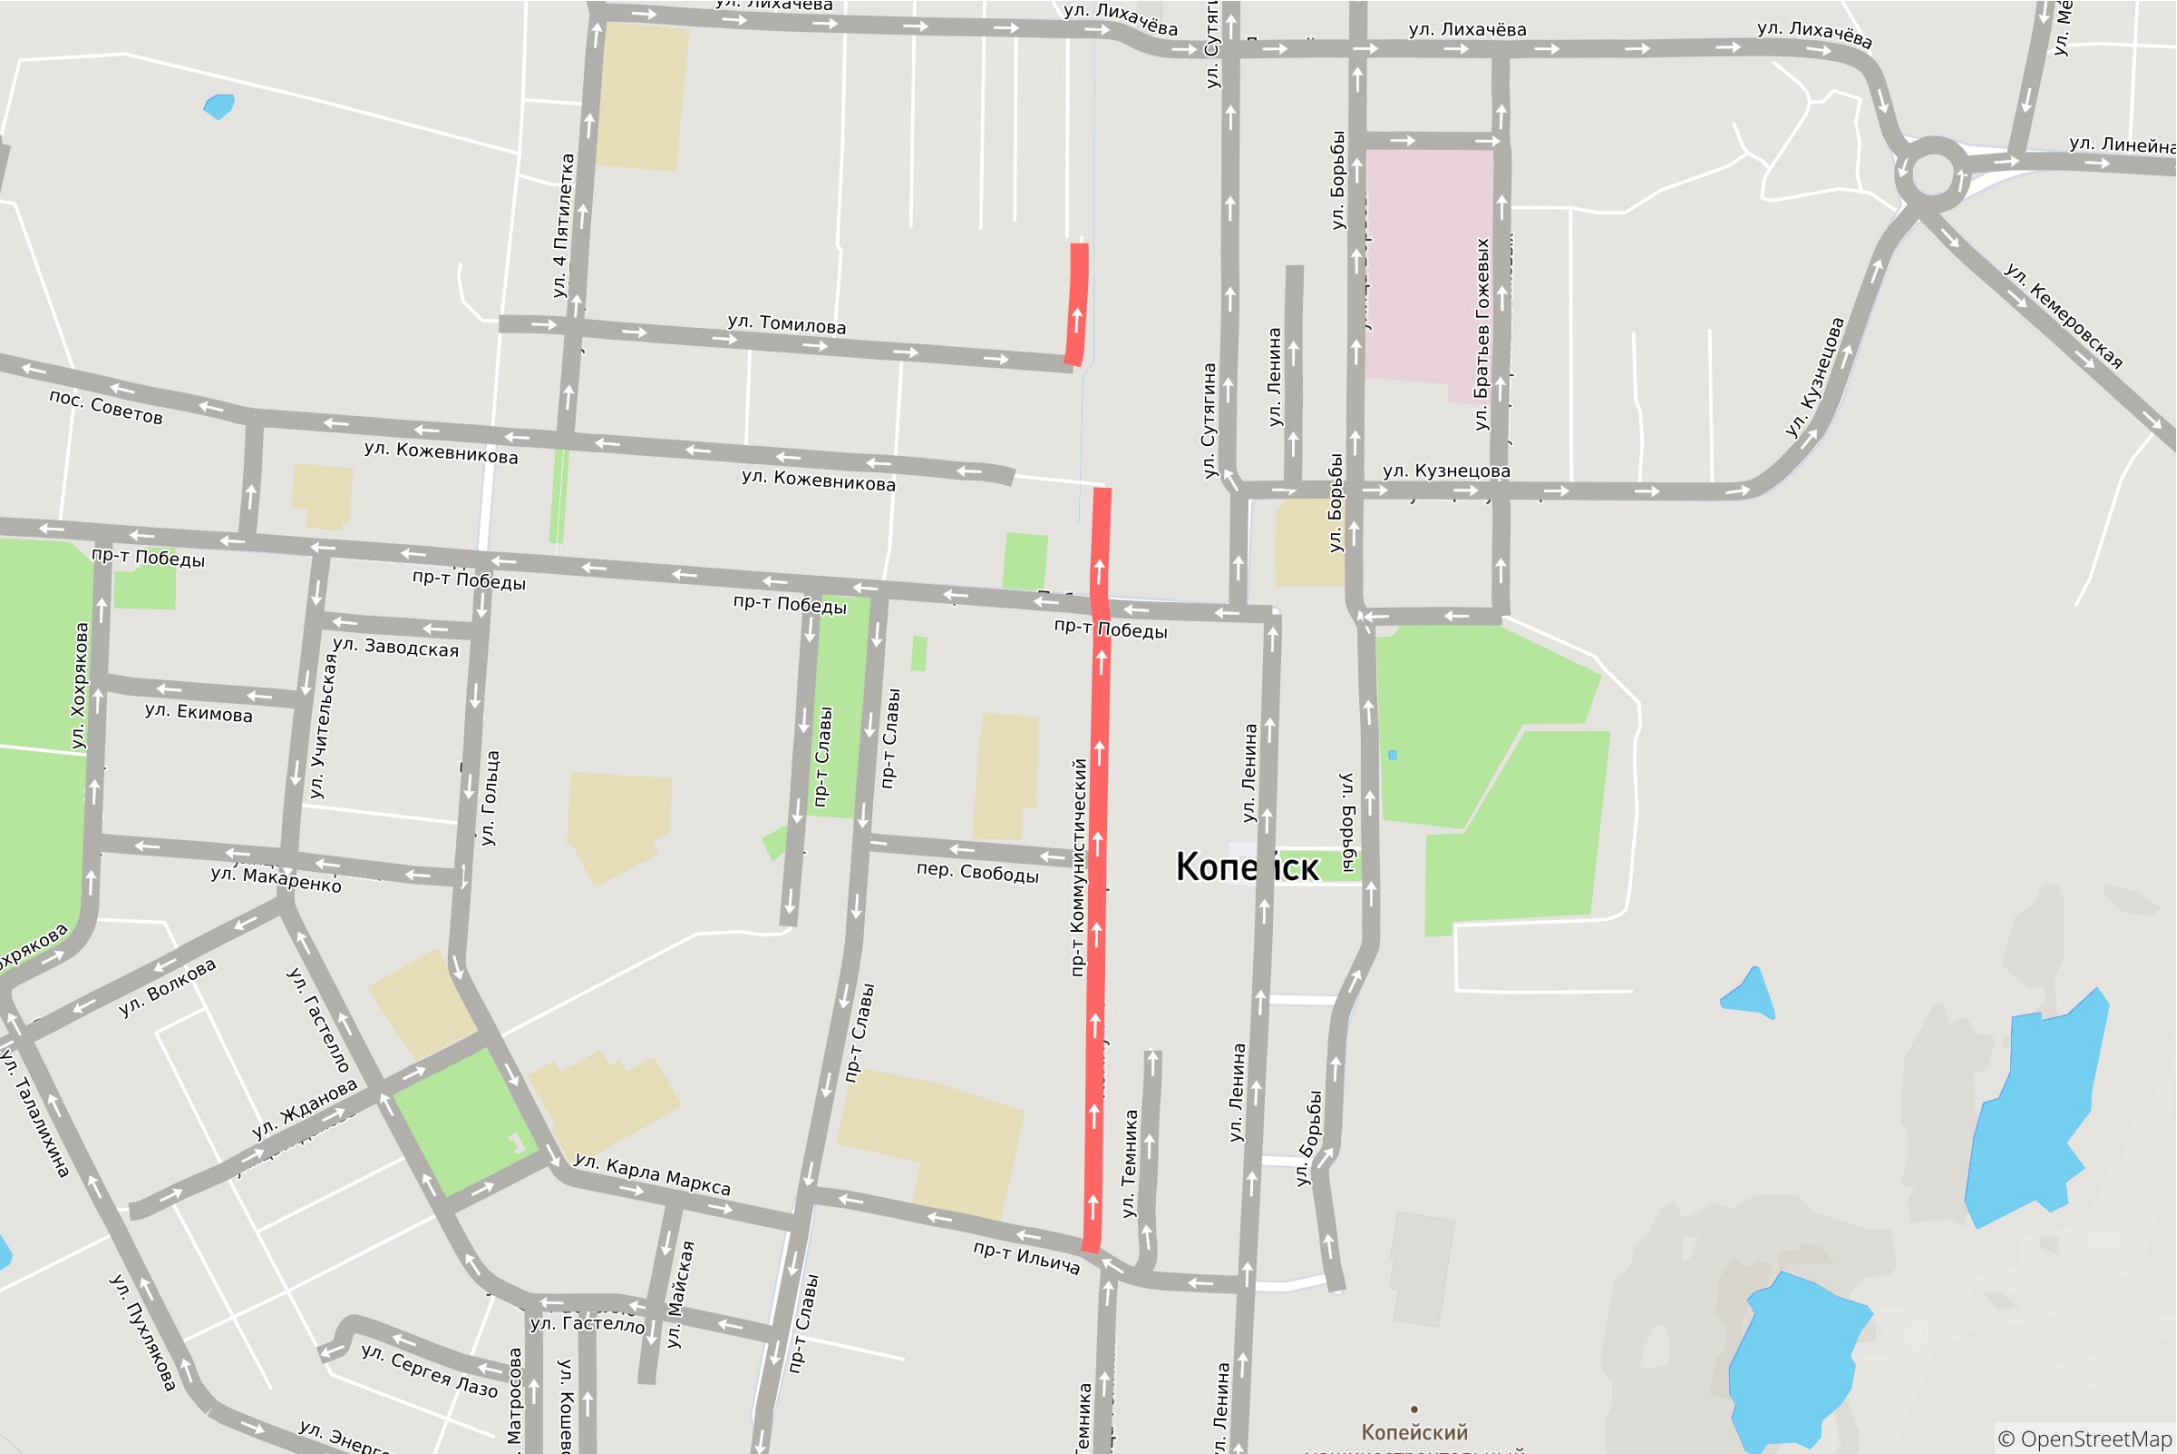 ул. Лихачёва
ул. Лихачёва
ул. Лихачёва
ул. Лихачёва
ул. Линейна
ул. Борьбы
ул. 4 Пятилетка
ул. Братьев Гожевых
ул. Кемеровская
ул. Томилова
ул. Ленина
ул. Кузнецова
ул. Сутягина
пос. Советов
ул. Кожевникова
ул. Кожевникова
ул. Кузнецова
ул. Борьбы
пр-т Победы
пр-т Победы
пр-т Победы
пр-т Победы
ул. Хохрякова
ул. Заводская
ул. Екимова
ул. Учительская
ул. Гольца
пр-т Славы
пр-т Славы
ул. Ленина
ул. Борьбы
пр-т Коммунистический
Копейск
пер. Свободы
ул. Макаренко
охрякова
ул. Волкова
ул. Гастелло
пр-т Славы
ул. Талалихина
ул. Жданова
ул. Ленина
ул. Темника
ул. Борьбы
ул. Карла Маркса
пр-т Ильича
ул. Майская
ул. Пухлякова
ул. Гастелло
пр-т Славы
ул. Сергея Лазо
Матросова
ул. Кошево
Темника
ул. Ленина
ул. Энерге
Копейский
© OpenStreetMap